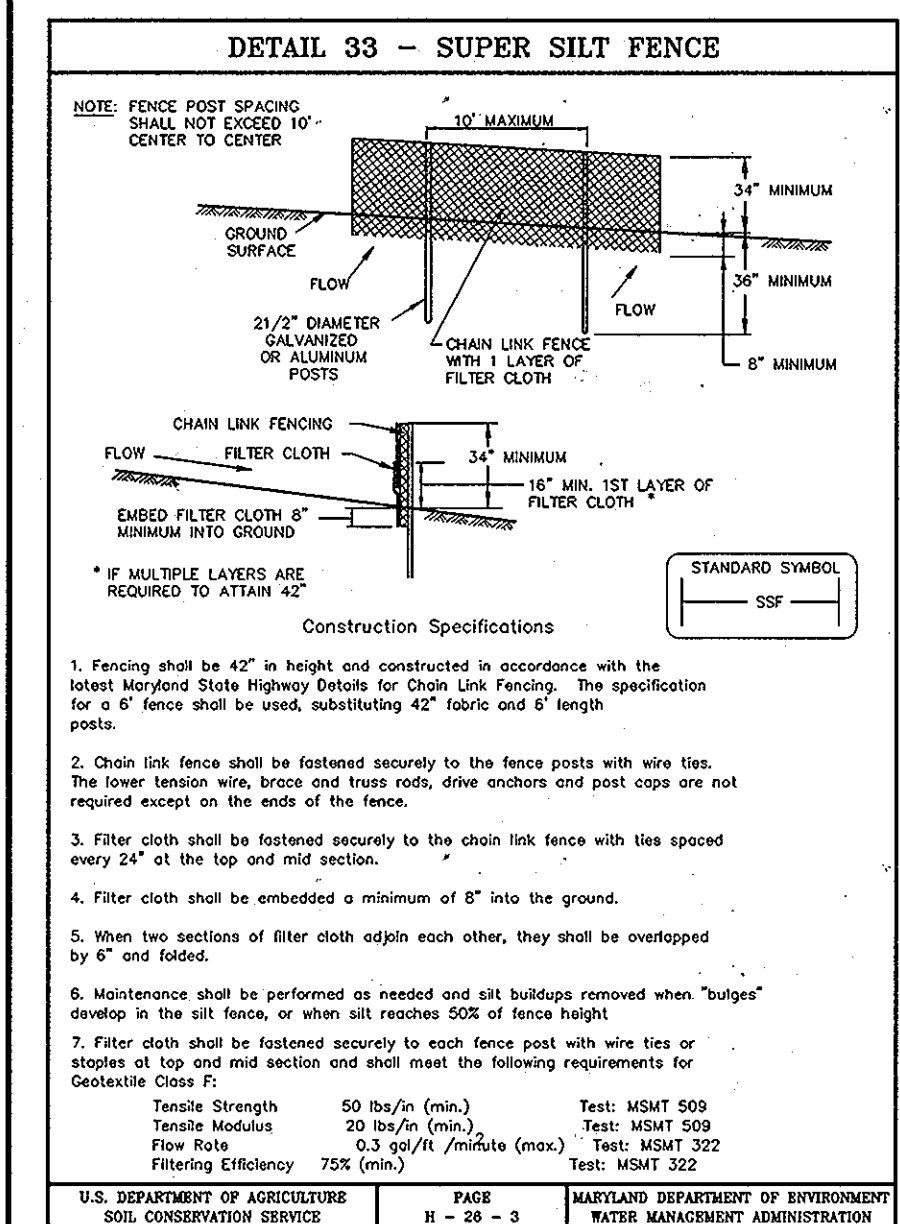 DETAIL 33 - SUPER SILT FENCE
NOTE: FENCE POST SPACING
SHALL NOT EXCEED 10'
CENTER TO CENTER
10' MAXIMUM
34" MINIMUM
GROUND
SURFACE
36" MINIMUM
FLOW
FLOW
21/2" DIAMETER
GALVANIZED
OR ALUMINUM
POSTS
CHAIN LINK FENCE
WITH 1 LAYER OF
FILTER CLOTH
8" MINIMUM
CHAIN LINK FENCING
FLOW
FILTER CLOTH
34" MINIMUM
16" MIN. 1ST LAYER OF
FILTER CLOTH *
EMBED FILTER CLOTH 8"
MINIMUM INTO GROUND
* IF MULTIPLE LAYERS ARE
REQUIRED TO ATTAIN 42"
STANDARD SYMBOL
SSF
Construction Specifications
1. Fencing shall be 42" in height and constructed in accordance with the
latest Maryland State Highway Details for Chain Link Fencing. The specification
for a 6' fence shall be used, substituting 42" fabric and 6' length
posts.
2. Chain link fence shall be fastened securely to the fence posts with wire ties.
The lower tension wire, brace and truss rods, drive anchors and post caps are not
required except on the ends of the fence.
3. Filter cloth shall be fastened securely to the chain link fence with ties spaced
every 24" at the top and mid section.
4. Filter cloth shall be embedded a minimum of 8" into the ground.
5. When two sections of filter cloth adjoin each other, they shall be overlapped
by 6" and folded.
6. Maintenance shall be performed as needed and silt buildups removed when "bulges"
develop in the silt fence, or when silt reaches 50% of fence height
7. Filter cloth shall be fastened securely to each fence post with wire ties or
staples at top and mid section and shall meet the following requirements for
Geotextile Class F:
Tensile Strength 50 lbs/in (min.) Test: MSMT 509
Tensile Modulus 20 lbs/in (min.) Test: MSMT 509
Flow Rate 0.3 gal/ft /minute (max.) Test: MSMT 322
2
Filtering Efficiency 75% (min.) Test: MSMT 322
U.S. DEPARTMENT OF AGRICULTURE
SOIL CONSERVATION SERVICE
PAGE
H - 26 - 3
MARYLAND DEPARTMENT OF ENVIRONMENT
WATER MANAGEMENT ADMINISTRATION